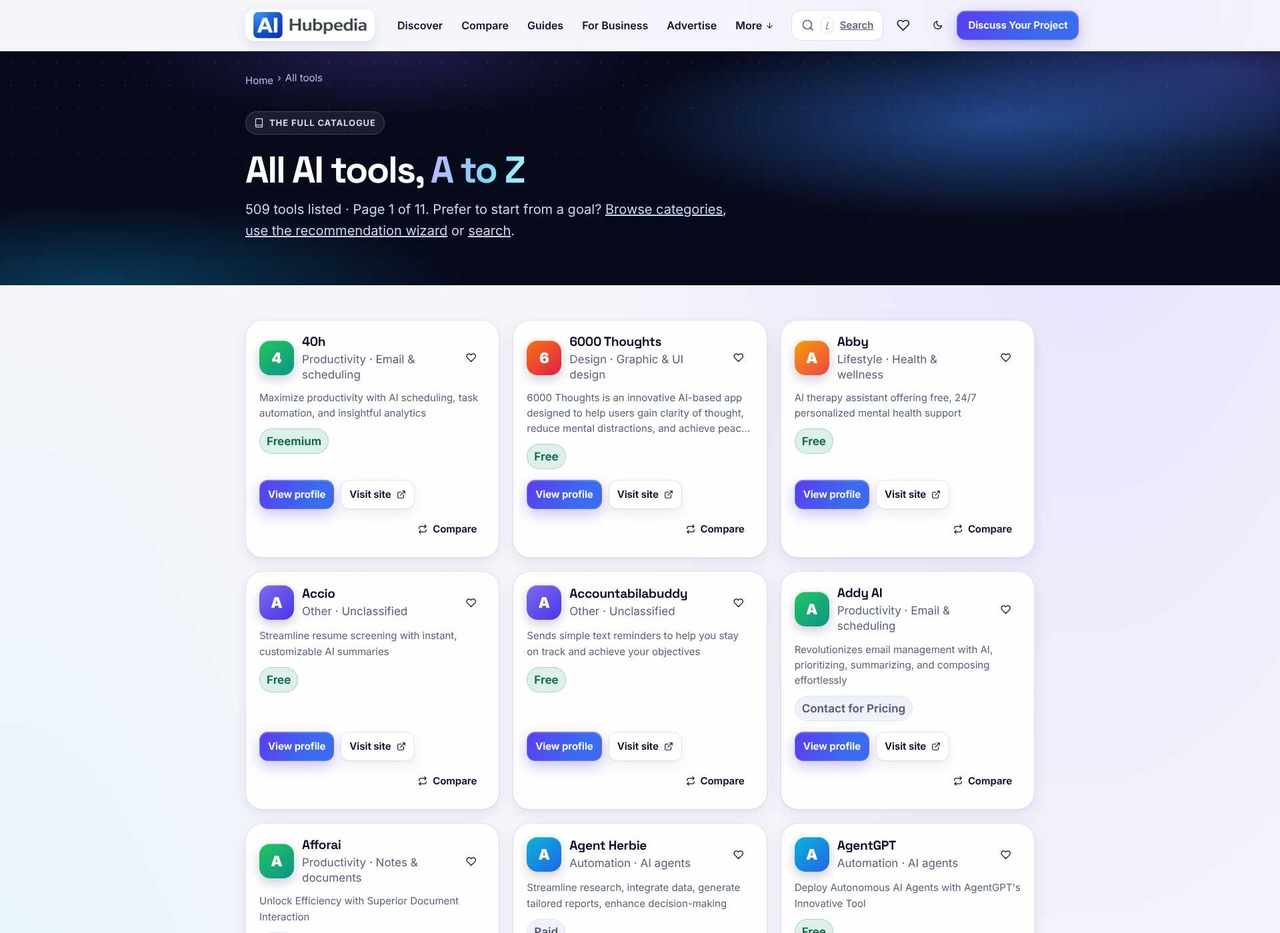 AI Hubpedia
Discover Compare Guides For Business Advertise More ↓ / Search Discuss Your Project
Home › All tools
THE FULL CATALOGUE
All AI tools, A to Z
509 tools listed · Page 1 of 11. Prefer to start from a goal? Browse categories,
use the recommendation wizard or search.
4
40h
Productivity · Email &
scheduling
Maximize productivity with AI scheduling, task
automation, and insightful analytics
Freemium
View profile Visit site
Compare
6
6000 Thoughts
Design · Graphic & UI
design
6000 Thoughts is an innovative AI-based app
designed to help users gain clarity of thought,
reduce mental distractions, and achieve peac...
Free
View profile Visit site
Compare
A
Abby
Lifestyle · Health &
wellness
AI therapy assistant offering free, 24/7
personalized mental health support
Free
View profile Visit site
Compare
A
Accio
Other · Unclassified
Streamline resume screening with instant,
customizable AI summaries
Free
View profile Visit site
Compare
A
Accountabilabuddy
Other · Unclassified
Sends simple text reminders to help you stay
on track and achieve your objectives
Free
View profile Visit site
Compare
A
Addy AI
Productivity · Email &
scheduling
Revolutionizes email management with AI,
prioritizing, summarizing, and composing
effortlessly
Contact for Pricing
View profile Visit site
Compare
A
Afforai
Productivity · Notes &
documents
Unlock Efficiency with Superior Document
Interaction
A
Agent Herbie
Automation · AI agents
Streamline research, integrate data, generate
tailored reports, enhance decision-making
Paid
A
AgentGPT
Automation · AI agents
Deploy Autonomous AI Agents with AgentGPT's
Innovative Tool
Free